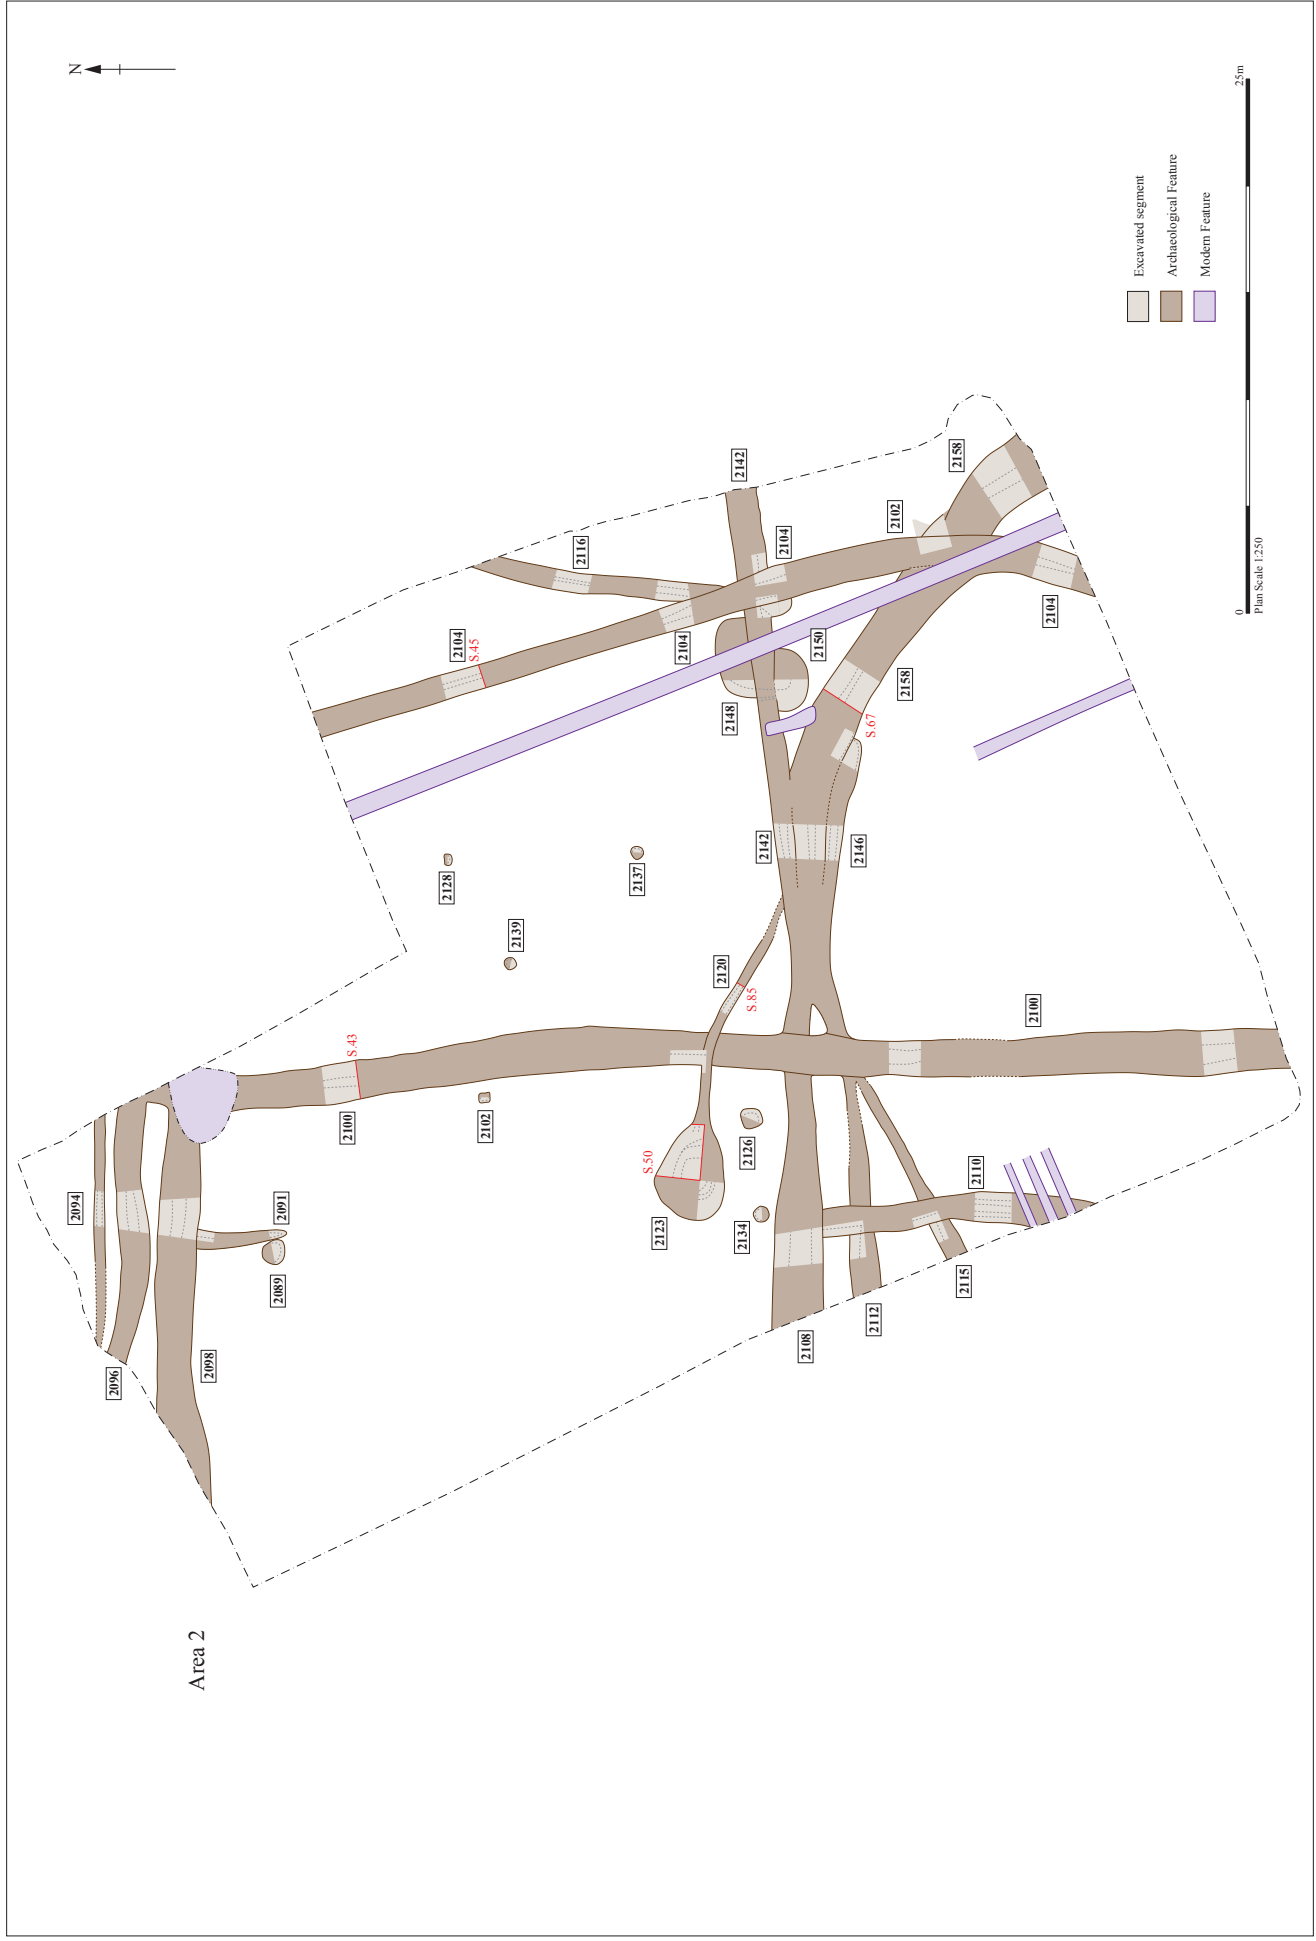 Area 2
N
2094
2096
2098
2091
2089
2100
S.43
2102
2128
2139
2137
2104
S.45
2116
2104
2142
2104
2148
2150
2102
2158
2104
2158
S.67
2142
2146
2120
S.85
2100
S.50
2123
2126
2134
2108
2112
2110
2115
Excavated segment
Archaeological Feature
Modern Feature
0
25m
Plan Scale 1:250